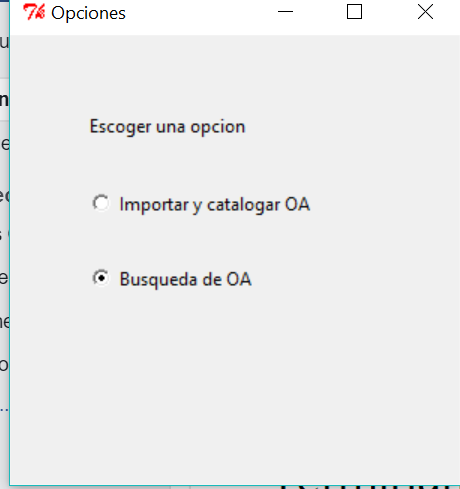 Opciones
Escoger una opcion
Importar y catalogar OA
Busqueda de OA